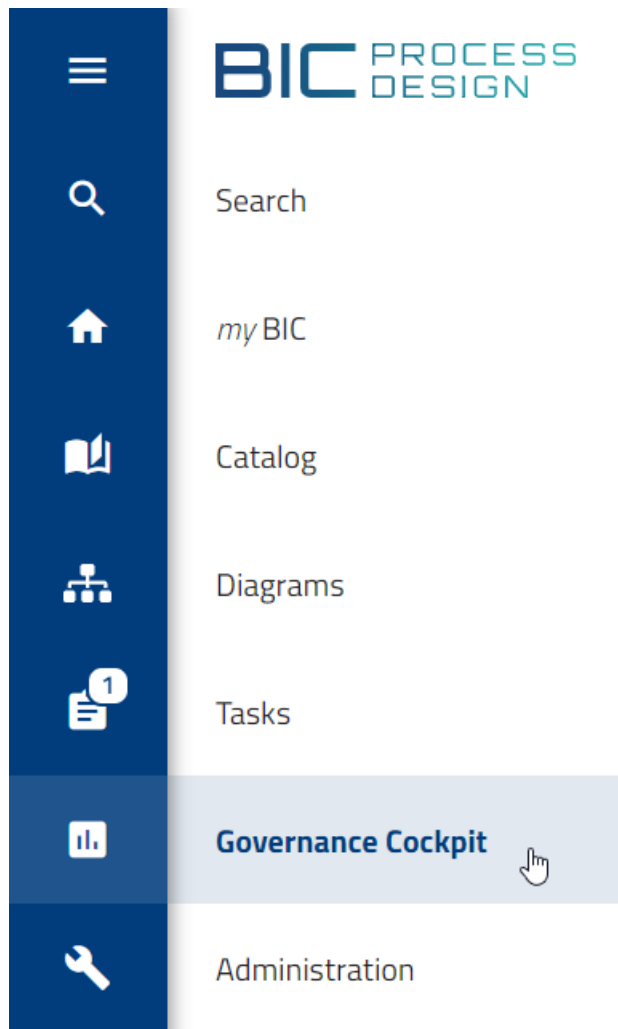 BIC PROCESS
DESIGN
Search
my BIC
Catalog
Diagrams
1
Tasks
Governance Cockpit
Administration